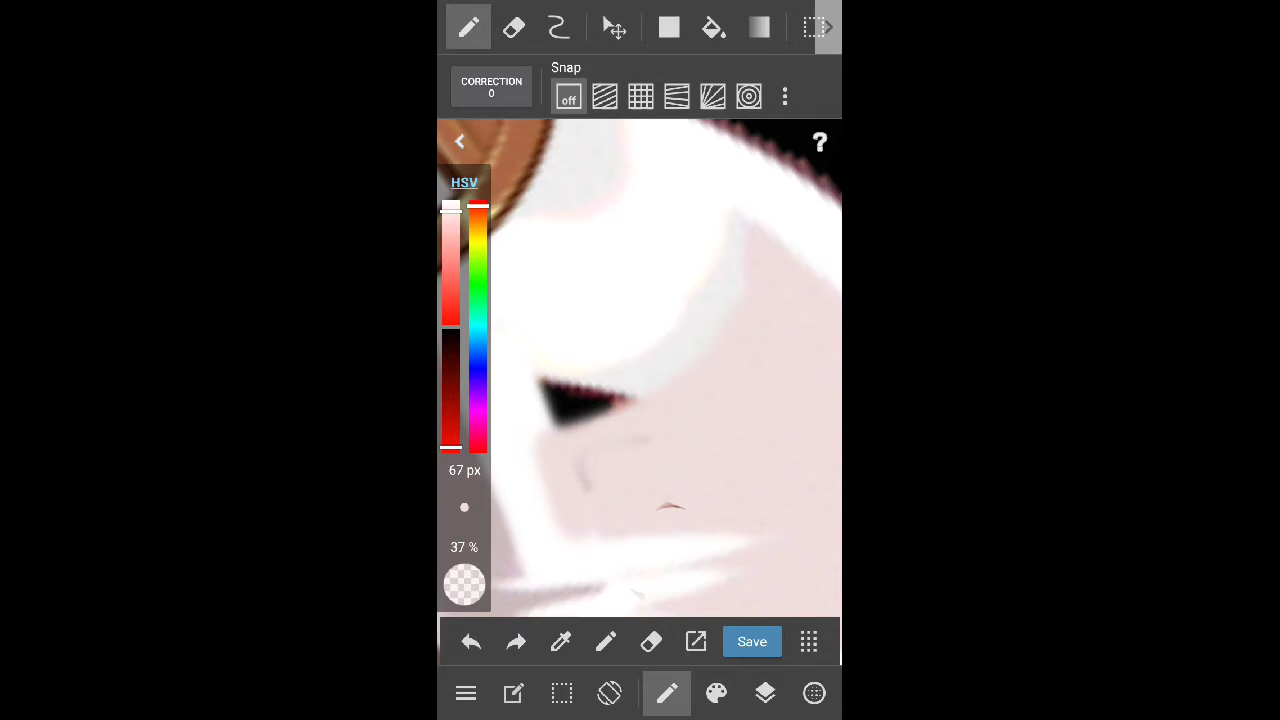 CORRECTION
0
Snap
off
?
HSV
67 px
37 %
Save